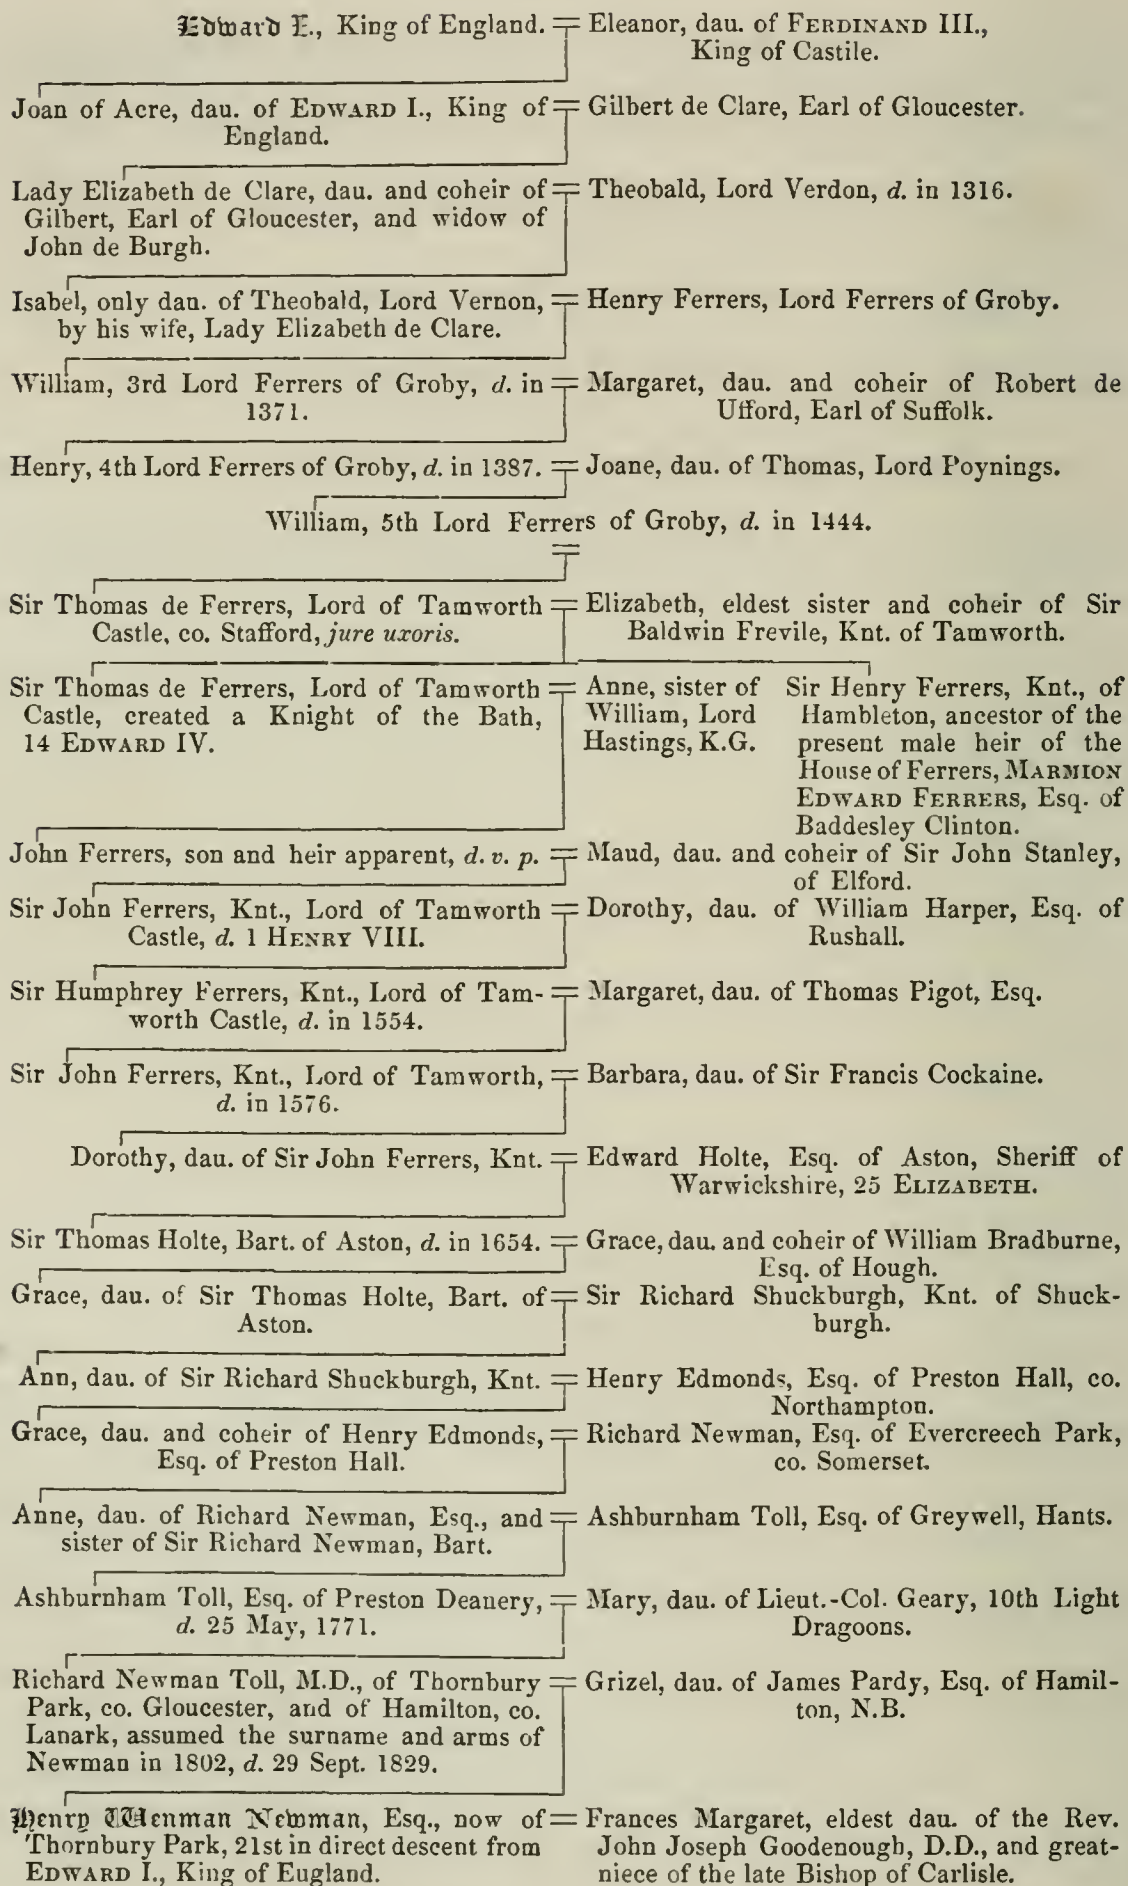 Edward I., King of England. = Eleanor, dau. of FERDINAND III.,
King of Castile.
Joan of Acre, dau. of EDWARD I., King of = Gilbert de Clare, Earl of Gloucester.
England.
Lady Elizabeth de Clare, dau. and coheir of = Theobald, Lord Verdon, d. in 1316.
Gilbert, Earl of Gloucester, and widow of
John de Burgh.
Isabel, only dau. of Theobald, Lord Vernon, = Henry Ferrers, Lord Ferrers of Groby.
by his wife, Lady Elizabeth de Clare.
William, 3rd Lord Ferrers of Groby, d. in = Margaret, dau. and coheir of Robert de
1371. Ufford, Earl of Suffolk.
Henry, 4th Lord Ferrers of Groby, d. in 1387. = Joane, dau. of Thomas, Lord Poynings.
William, 5th Lord Ferrers of Groby, d. in 1444.
=
Sir Thomas de Ferrers, Lord of Tamworth = Elizabeth, eldest sister and coheir of Sir
Castle, co. Stafford, jure uxoris. Baldwin Frevile, Knt. of Tamworth.
Sir Thomas de Ferrers, Lord of Tamworth = Anne, sister of
Castle, created a Knight of the Bath, William, Lord
14 EDWARD IV. Hastings, K.G.
Sir Henry Ferrers, Knt., of
Hambleton, ancestor of the
present male heir of the
House of Ferrers, MARMION
EDWARD FERRERS, Esq. of
Baddesley Clinton.
John Ferrers, son and heir apparent, d. v. p. = Maud, dau. and coheir of Sir John Stanley,
of Elford.
Sir John Ferrers, Knt., Lord of Tamworth = Dorothy, dau. of William Harper, Esq. of
Castle, d. 1 HENRY VIII. Rushall.
Sir Humphrey Ferrers, Knt., Lord of Tam- = Margaret, dau. of Thomas Pigot, Esq.
worth Castle, d. in 1554.
Sir John Ferrers, Knt., Lord of Tamworth, = Barbara, dau. of Sir Francis Cockaine.
d. in 1576.
Dorothy, dau. of Sir John Ferrers, Knt. = Edward Holte, Esq. of Aston, Sheriff of
Warwickshire, 25 ELIZABETH.
Sir Thomas Holte, Bart. of Aston, d. in 1654. = Grace, dau. and coheir of William Bradburne,
Esq. of Hough.
Grace, dau. of Sir Thomas Holte, Bart. of = Sir Richard Shuckburgh, Knt. of Shuck-
Aston. burgh.
Ann, dau. of Sir Richard Shuckburgh, Knt. = Henry Edmonds, Esq. of Preston Hall, co.
Northampton.
Grace, dau. and coheir of Henry Edmonds, = Richard Newman, Esq. of Evercreech Park,
Esq. of Preston Hall. co. Somerset.
Anne, dau. of Richard Newman, Esq., and = Ashburnham Toll, Esq. of Greywell, Hants.
sister of Sir Richard Newman, Bart.
Ashburnham Toll, Esq. of Preston Deanery, = Mary, dau. of Lieut.-Col. Geary, 10th Light
d. 25 May, 1771. Dragoons.
Richard Newman Toll, M.D., of Thornbury = Grizel, dau. of James Pardy, Esq. of Hamil-
Park, co. Gloucester, and of Hamilton, co. ton, N.B.
Lanark, assumed the surname and arms of
Newman in 1802, d. 29 Sept. 1829.
Henry Wenman Newman, Esq., now of = Frances Margaret, eldest dau. of the Rev.
Thornbury Park, 21st in direct descent from John Joseph Goodenough, D.D., and great-
EDWARD I., King of Eugland. niece of the late Bishop of Carlisle.